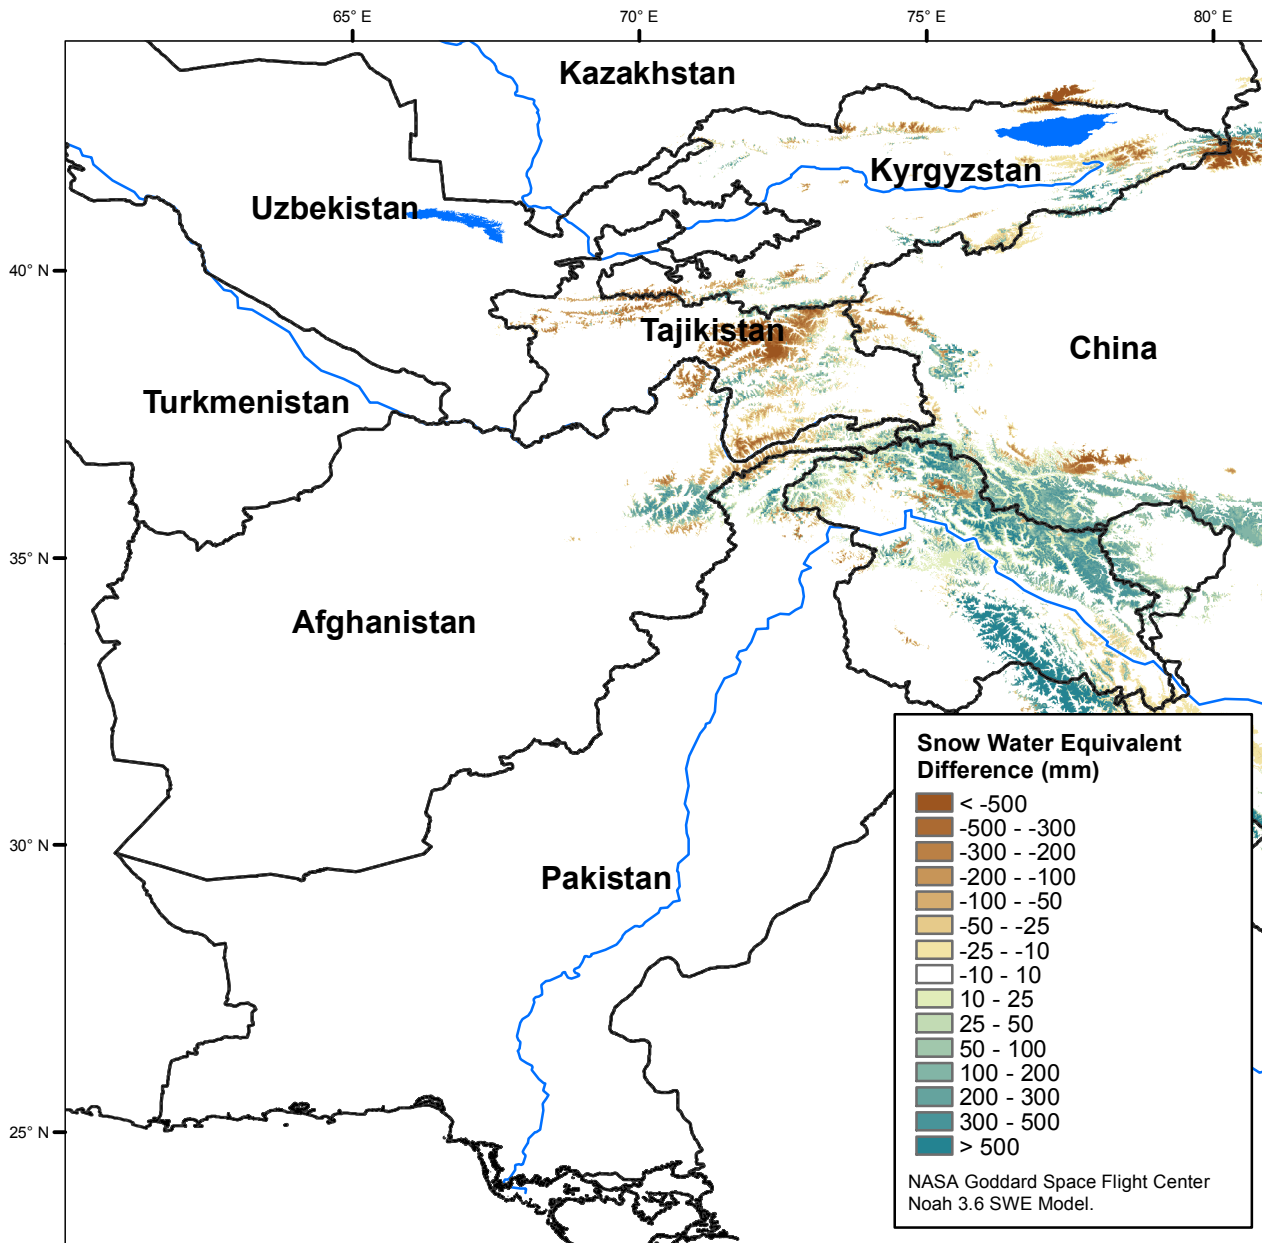 65° E
70° E
75° E
80° E
Kazakhstan
Kyrgyzstan
Uzbekistan
40° N
Tajikistan
China
Turkmenistan
35° N
Afghanistan
30° N
Pakistan
25° N
Snow Water Equivalent
Difference (mm)
< -500
-500 - -300
-300 - -200
-200 - -100
-100 - -50
-50 - -25
-25 - -10
-10 - 10
10 - 25
25 - 50
50 - 100
100 - 200
200 - 300
300 - 500
> 500
NASA Goddard Space Flight Center
Noah 3.6 SWE Model.